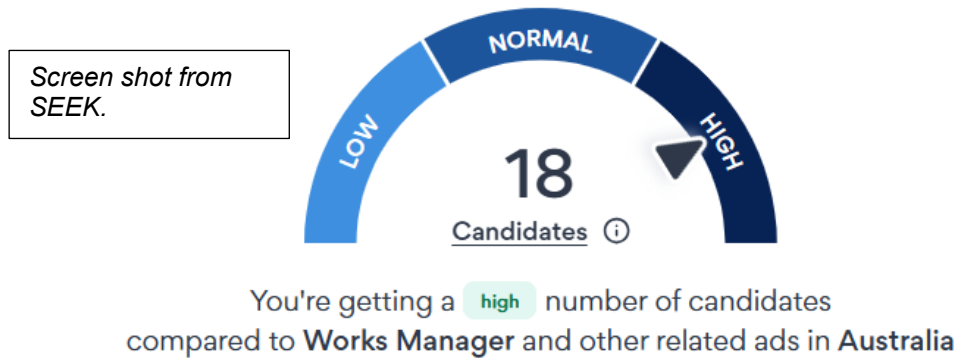 Screen shot from
SEEK.
LOW
NORMAL
HIGH
18
Candidates
You're getting a high number of candidates
compared to Works Manager and other related ads in Australia